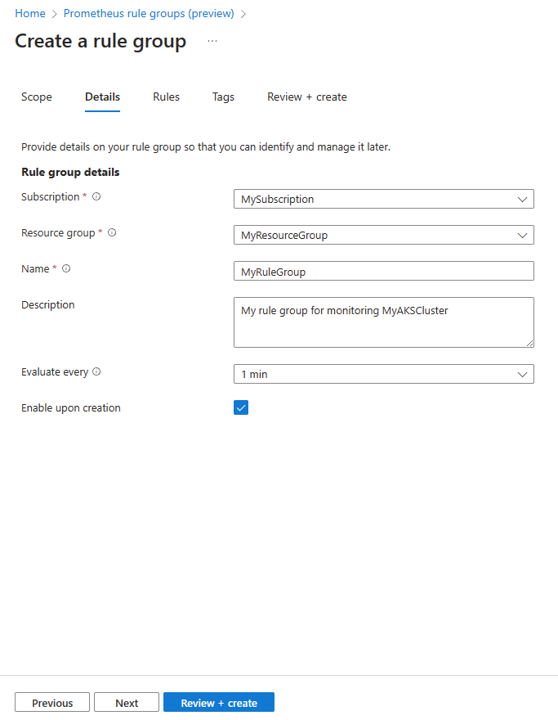 Home > Prometheus rule groups (preview) >
Create a rule group ...
Scope Details Rules Tags Review + create
Provide details on your rule group so that you can identify and manage it later.
Rule group details
Subscription * MySubscription
Resource group * MyResourceGroup
Name * MyRuleGroup
Description My rule group for monitoring MyAKSCluster
Evaluate every 1 min
Enable upon creation
Previous Next Review + create